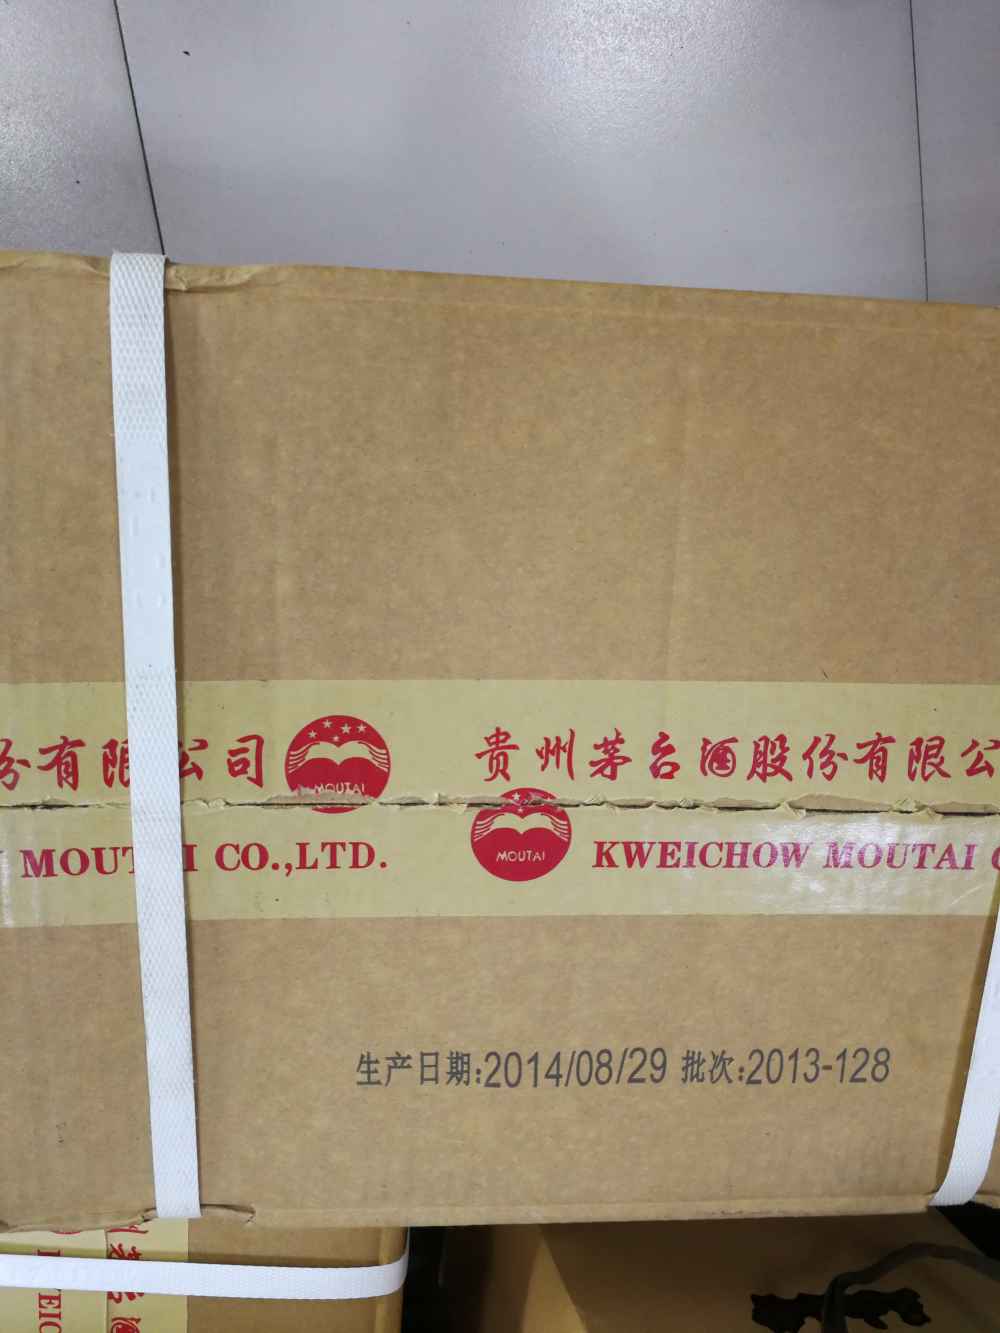 份有限公司
MOUTAI
贵州茅台酒股份有限公
MOUTAI CO.,LTD.
MOUTAI
KWEICHOW MOUTAI
生产日期:2014/08/29 批次:2013-128